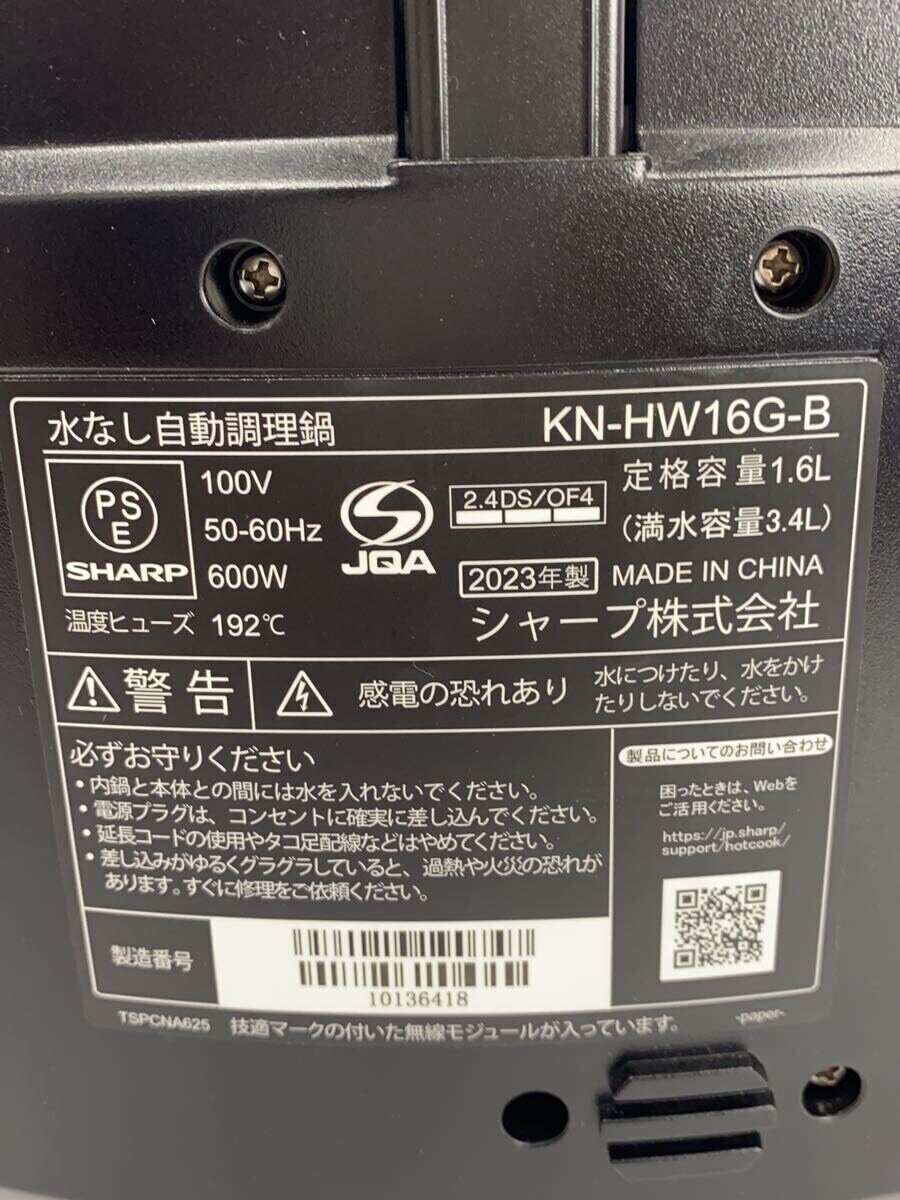 水なし自動調理鍋
KN-HW16G-B
PS
E
SHARP
100V
50-60Hz
600W
JQA
2.4DS/OF4
定格容量1.6L
(満水容量3.4L)
2023年製
MADE IN CHINA
温度ヒューズ 192℃
シャープ株式会社
警告
感電の恐れあり
水につけたり、水をかけ
たりしないでください。
必ずお守りください
・内鍋と本体との間には水を入れないでください。
・電源プラグは、コンセントに確実に差し込んでください。
・延長コードの使用やタコ足配線などはやめてください。
・差し込みがゆるくグラグラしていると、過熱や火災の恐れが
あります。すぐに修理をご依頼ください。
製品についてのお問い合わせ
困ったときは、Webを
ご活用ください。
https://jp.sharp/
support/hotcook/
製造番号
10136418
TSPCNA625
技適マークの付いた無線モジュールが入っています。
-paper-